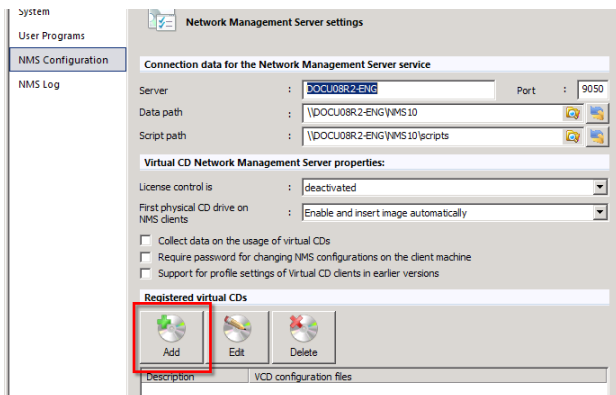 System
Network Management Server settings
User Programs
NMS Configuration
Connection data for the Network Management Server service
NMS Log
Server : DOCU08R2-ENG Port : 9050
Data path : \\DOCU08R2-ENG\NMS10
Script path : \\DOCU08R2-ENG\NMS10\scripts
Virtual CD Network Management Server properties:
License control is : deactivated
First physical CD drive on
NMS clients : Enable and insert image automatically
Collect data on the usage of virtual CDs
Require password for changing NMS configurations on the client machine
Support for profile settings of Virtual CD clients in earlier versions
Registered virtual CDs
Add Edit Delete
Description VCD configuration files